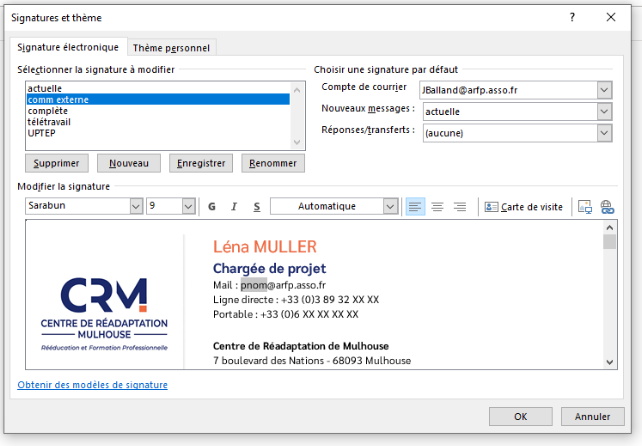 Signatures et thème
? ×
Signature électronique Thème personnel
Sélectionner la signature à modifier
actuelle
comm externe
complète
télétravail
UPTEP
Supprimer Nouveau Enregistrer Renommer
Choisir une signature par défaut
Compte de courrier JBalland@arfp.asso.fr
Nouveaux messages : actuelle
Réponses/transferts : (aucune)
Modifier la signature
Sarabun 9 G I S Automatique Carte de visite
CRM
CENTRE DE RÉADAPTATION
MULHOUSE
Rééducation et Formation Professionnelle
Léna MULLER
Chargée de projet
Mail : pnom@arfp.asso.fr
Ligne directe : +33 (0)3 89 32 XX XX
Portable : +33 (0)6 XX XX XX XX
Centre de Réadaptation de Mulhouse
7 boulevard des Nations - 68093 Mulhouse
Obtenir des modèles de signature
OK Annuler